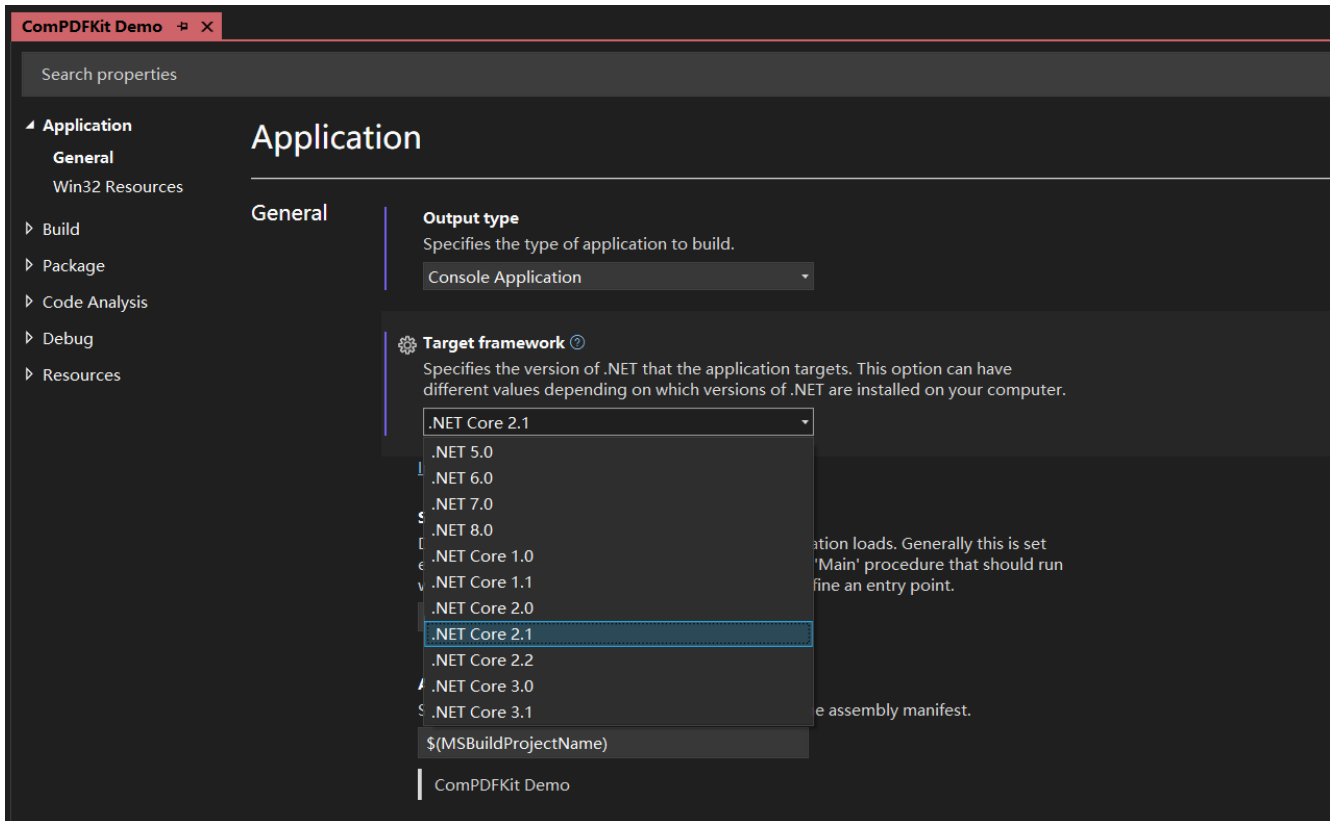 ComPDFKit Demo
Search properties
Application
General
Win32 Resources
Build
Package
Code Analysis
Debug
Resources
Application
General
Output type
Specifies the type of application to build.
Console Application
Target framework
Specifies the version of .NET that the application targets. This option can have
different values depending on which versions of .NET are installed on your computer.
.NET Core 2.1
.NET 5.0
.NET 6.0
.NET 7.0
.NET 8.0
.NET Core 1.0
.NET Core 1.1
.NET Core 2.0
.NET Core 2.1
.NET Core 2.2
.NET Core 3.0
.NET Core 3.1
loads. Generally this is set
'Main' procedure that should run
an entry point.
assembly manifest.
$(MSBuildProjectName)
ComPDFKit Demo